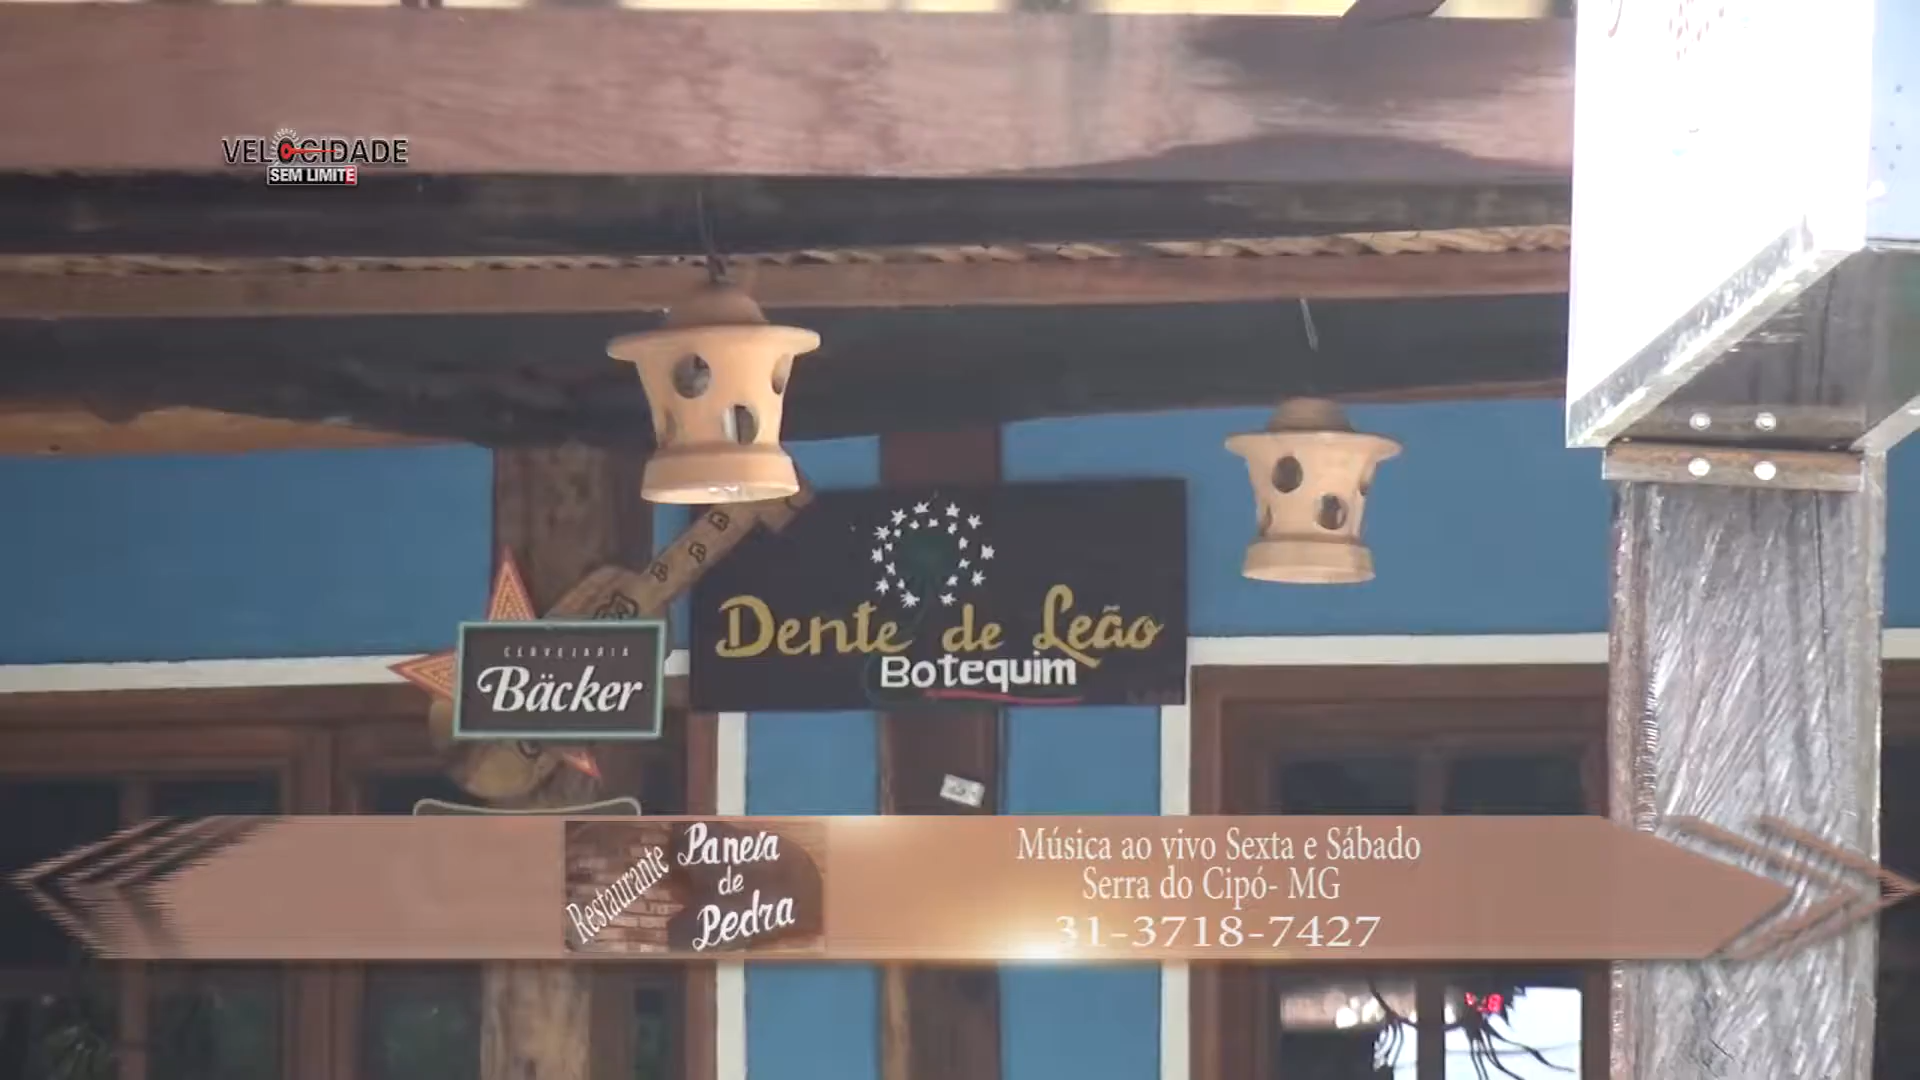 VELOCIDADE
SEM LIMITE
Dente de Leão
Botequim
CERVEJARIA
Bäcker
Restaurante
Panela
de
Pedra
Música ao vivo Sexta e Sábado
Serra do Cipó- MG
31-3718-7427